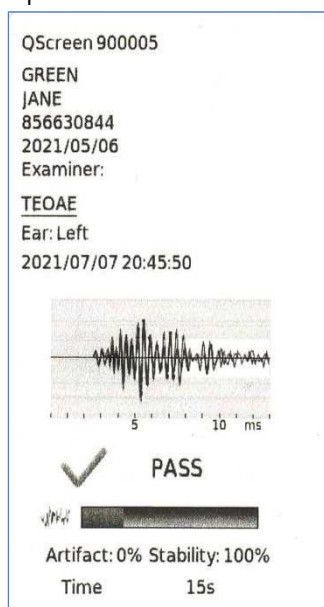 QScreen 900005
GREEN
JANE
856630844
2021/05/06
Examiner:
TEOAE
Ear: Left
2021/07/07 20:45:50
5 10 ms
PASS
Artifact: 0% Stability: 100%
Time 15s